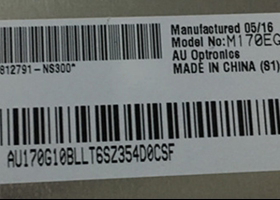 Manufactured 05/16
Model No:M170EG
AU Optronics
MADE IN CHINA (S1)
812791-NS300"
AU170G10BLLT6SZ354D0CSF